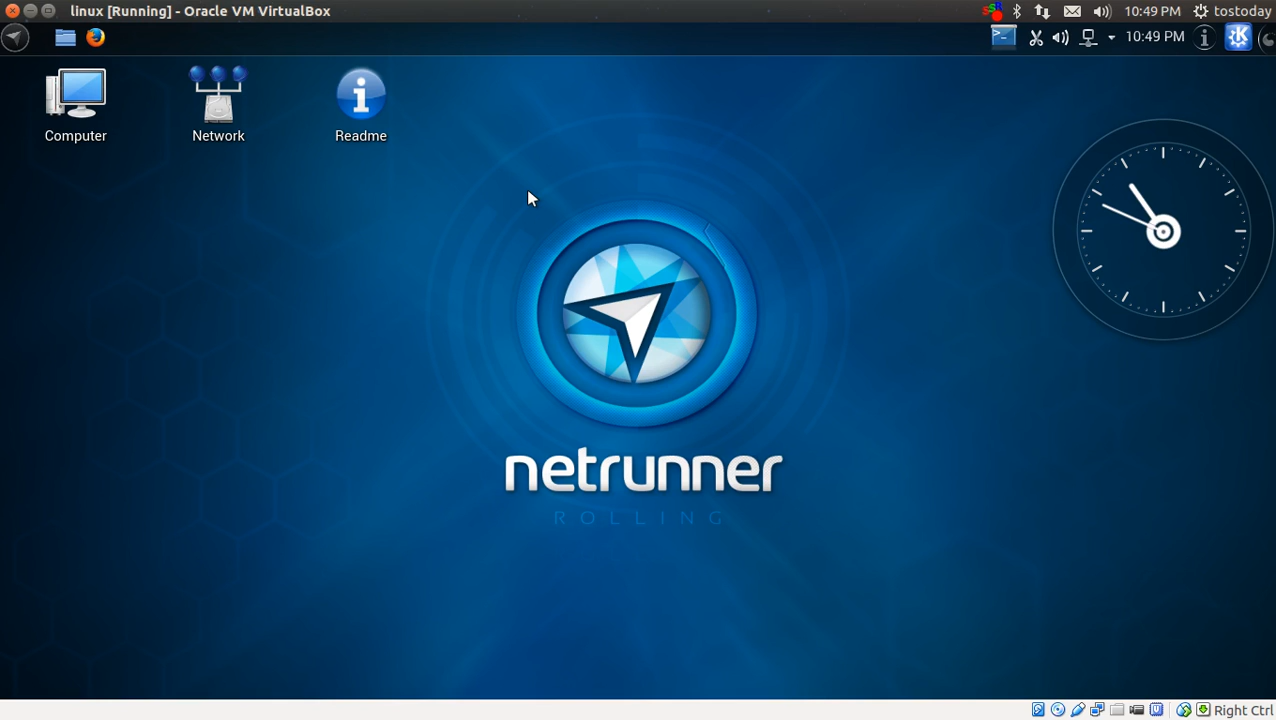 linux [Running] - Oracle VM VirtualBox
10:49 PM
tostoday
10:49 PM
Computer
Network
Readme
netrunner
ROLLING
Right Ctrl